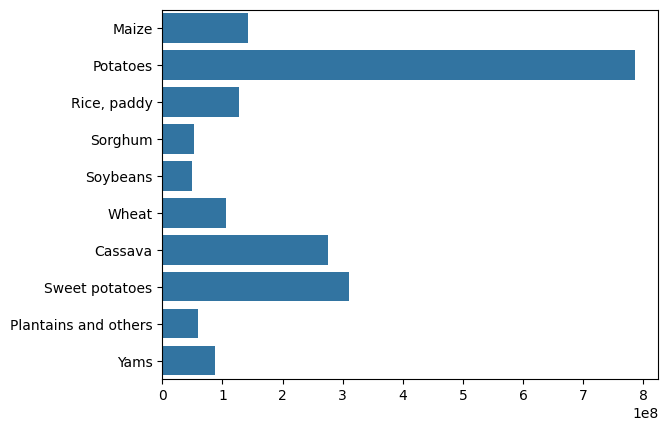 Maize
Potatoes
Rice, paddy
Sorghum
Soybeans
Wheat
Cassava
Sweet potatoes
Plantains and others
Yams
0 1 2 3 4 5 6 7 8
1e8